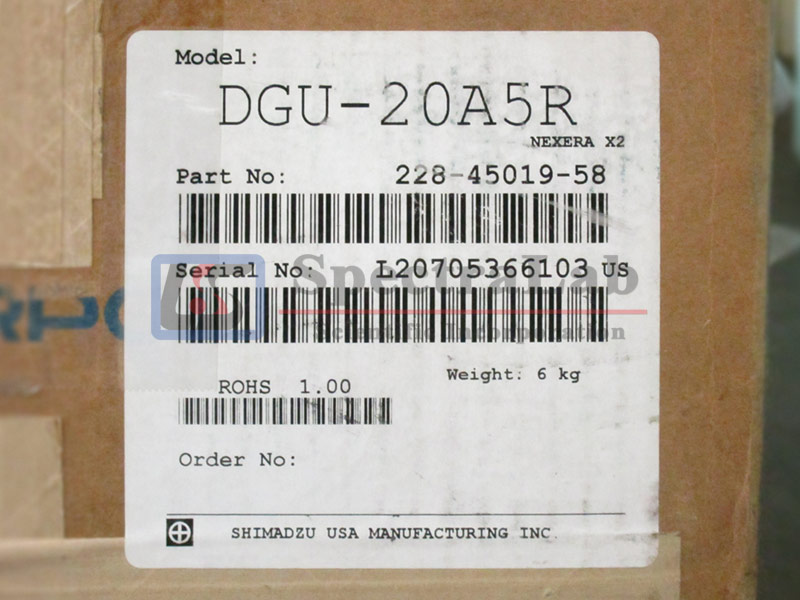 Model:
DGU-20A5R
NEXERA X2
Part No: 228-45019-58
Serial No: L20705366103 US
SpectraLab
Scientific Incorporation
Weight: 6 kg
ROHS 1.00
Order No:
SHIMADZU USA MANUFACTURING INC.